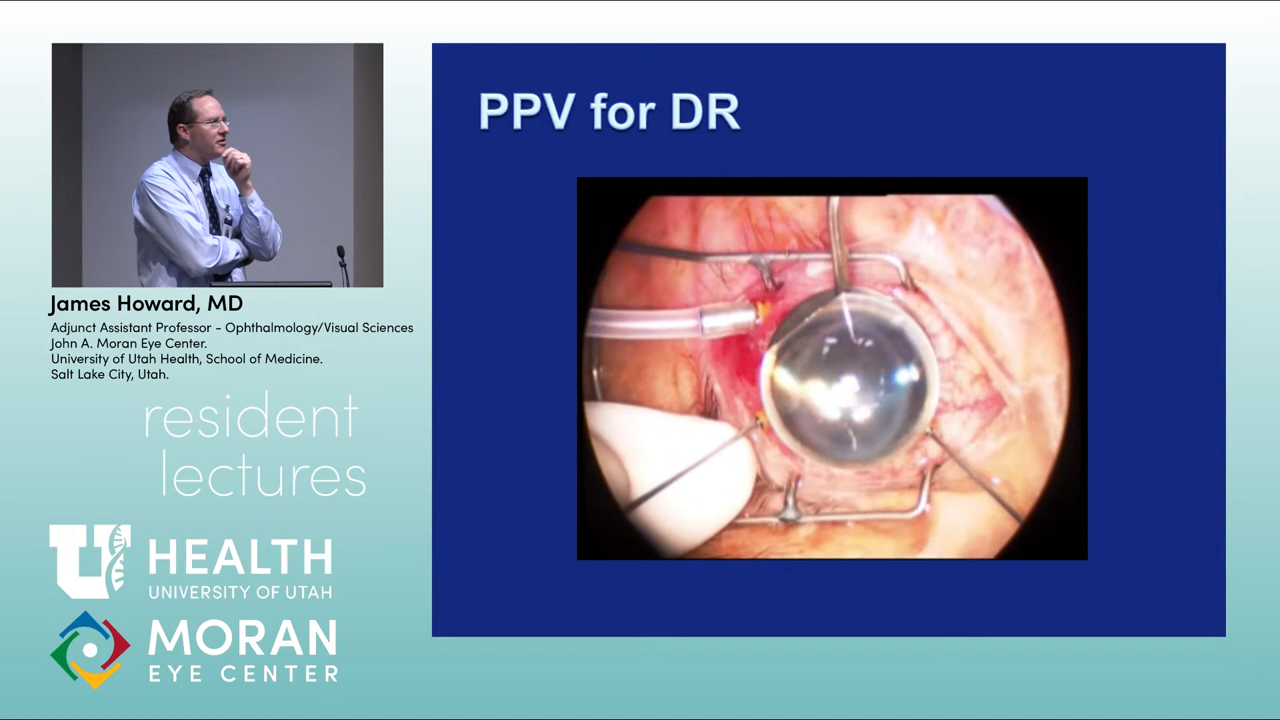 PPV for DR
James Howard, MD
Adjunct Assistant Professor - Ophthalmology/Visual Sciences
John A. Moran Eye Center.
University of Utah Health, School of Medicine.
Salt Lake City, Utah.
resident
lectures
U HEALTH
UNIVERSITY OF UTAH
MORAN
EYE CENTER